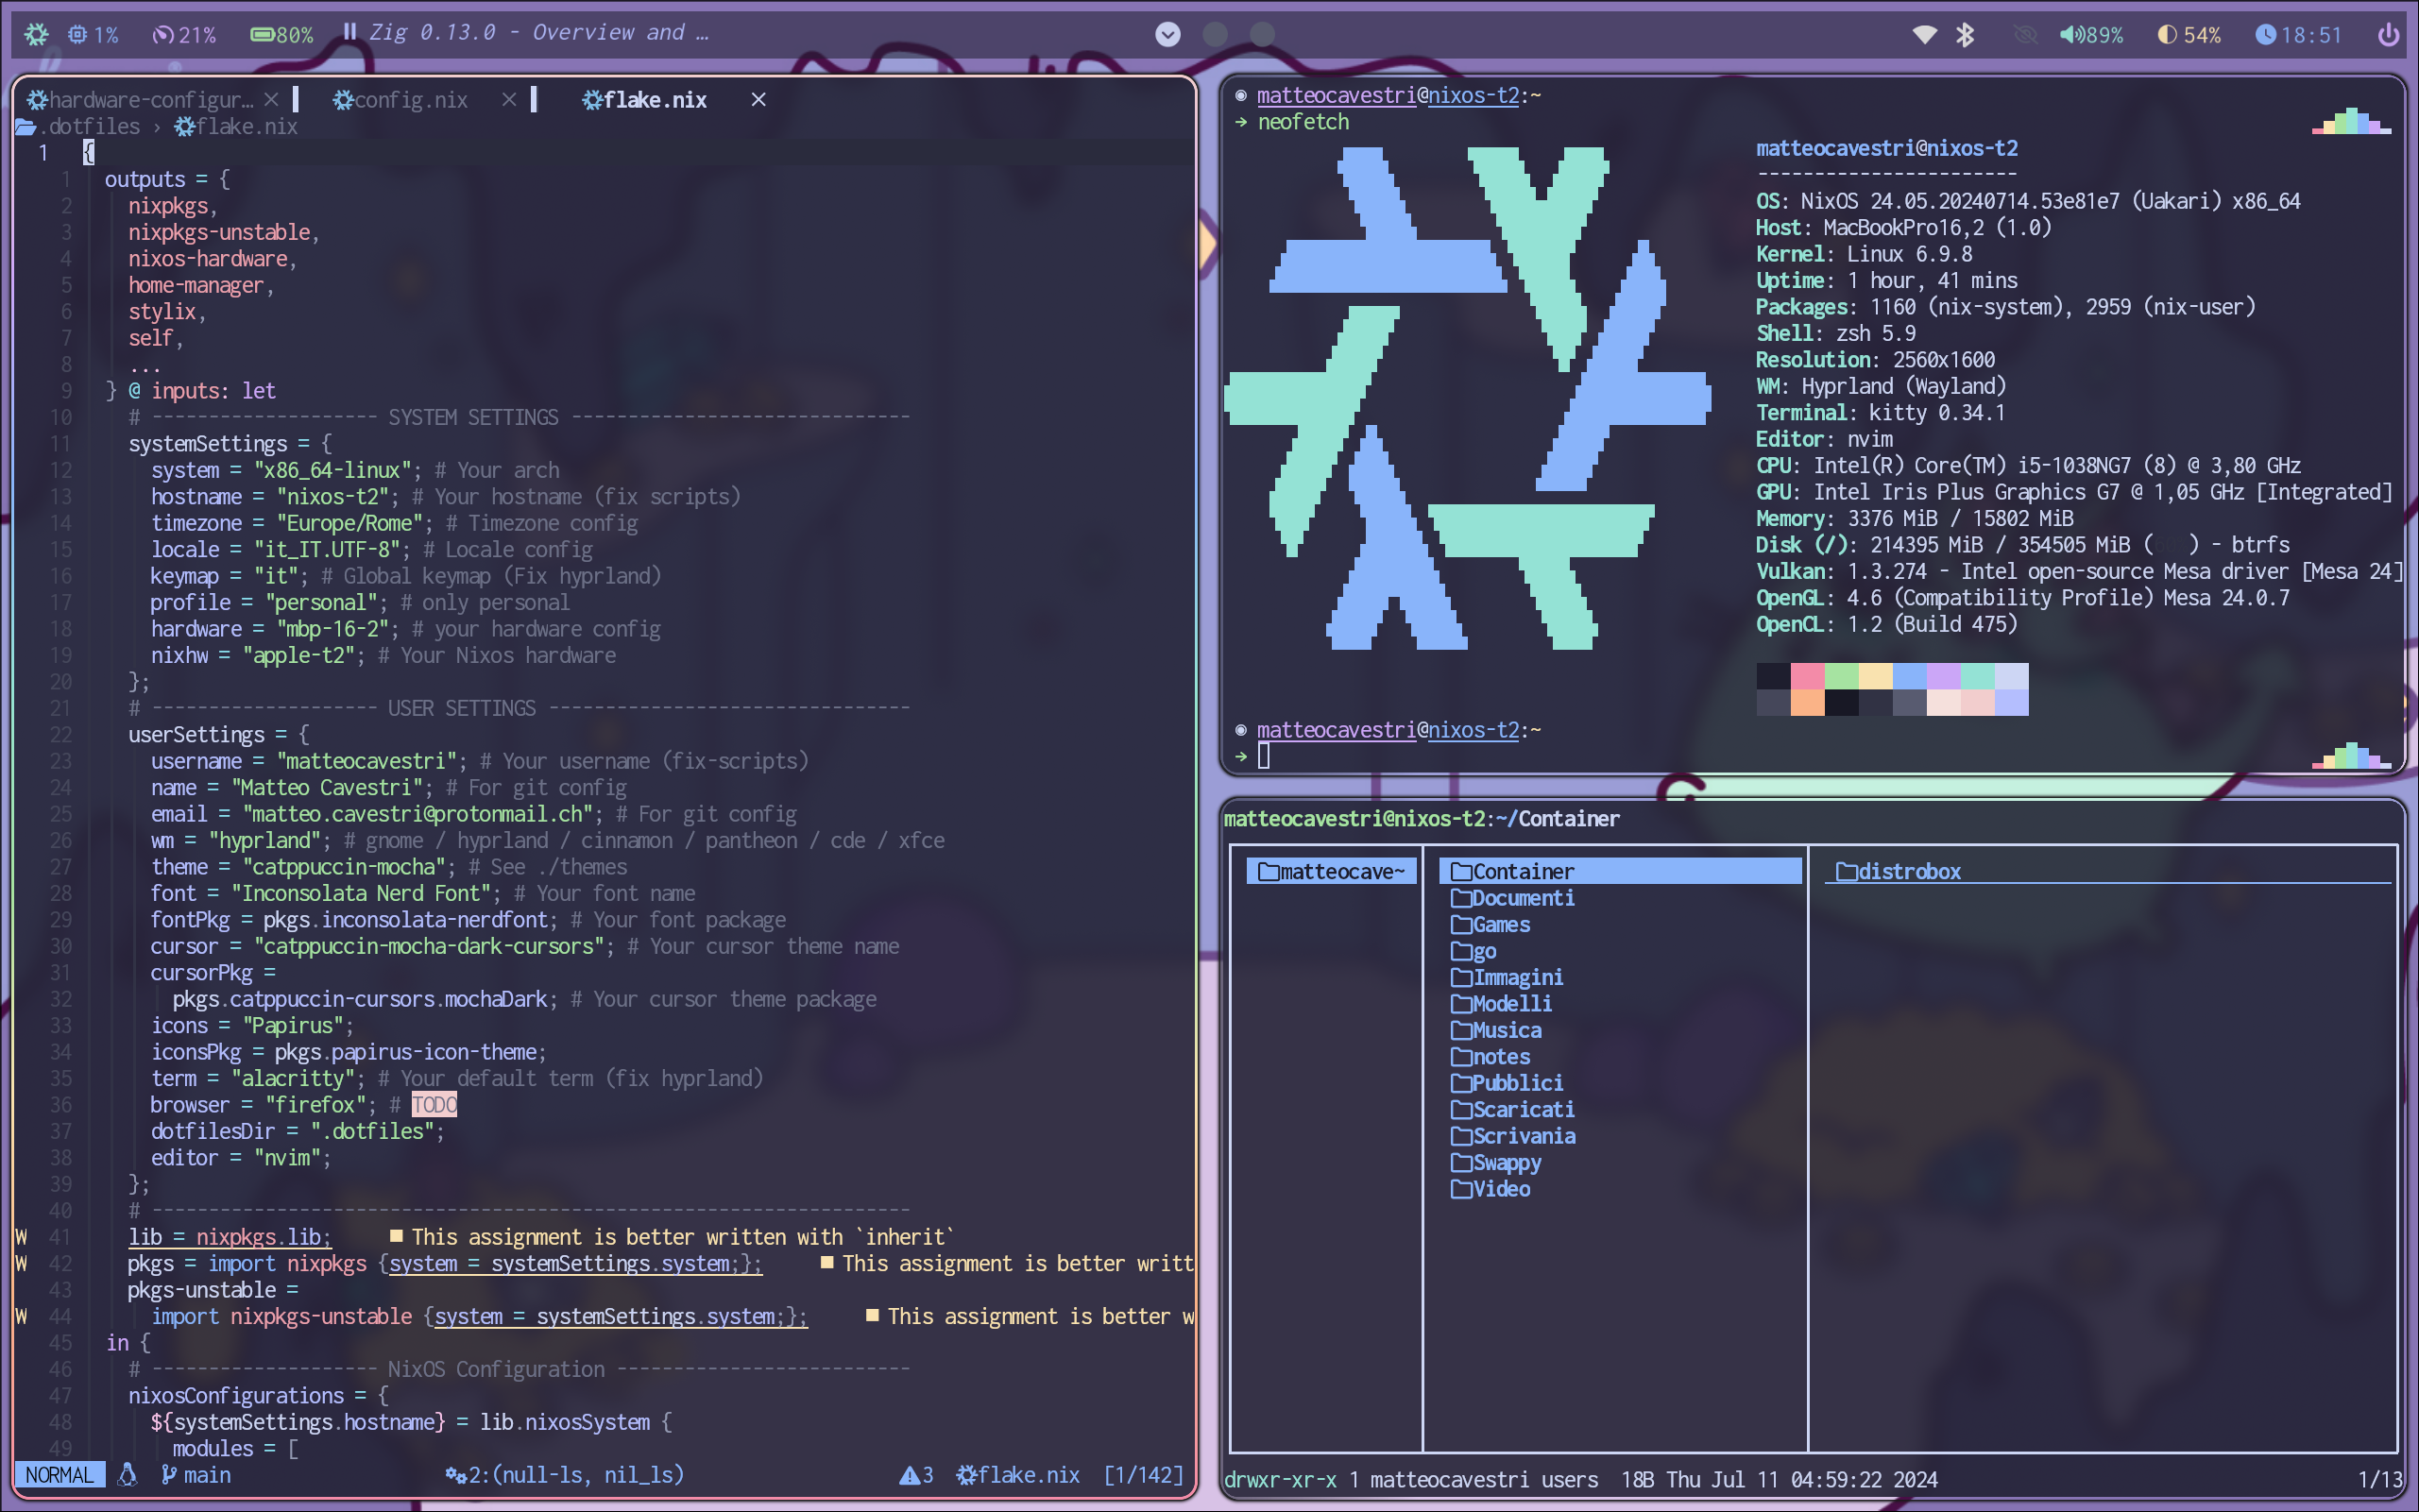 1% 21% 80% Zig 0.13.0 - Overview and …
89% 54% 18:51
hardware-configur… config.nix flake.nix
.dotfiles › flake.nix
1 {
1 outputs = {
2 nixpkgs,
3 nixpkgs-unstable,
4 nixos-hardware,
5 home-manager,
6 stylix,
7 self,
8 ...
9 } @ inputs: let
10 # -------------------- SYSTEM SETTINGS ------------------------------
11 systemSettings = {
12 system = "x86_64-linux"; # Your arch
13 hostname = "nixos-t2"; # Your hostname (fix scripts)
14 timezone = "Europe/Rome"; # Timezone config
15 locale = "it_IT.UTF-8"; # Locale config
16 keymap = "it"; # Global keymap (Fix hyprland)
17 profile = "personal"; # only personal
18 hardware = "mbp-16-2"; # your hardware config
19 nixhw = "apple-t2"; # Your Nixos hardware
20 };
21 # -------------------- USER SETTINGS --------------------------------
22 userSettings = {
23 username = "matteocavestri"; # Your username (fix-scripts)
24 name = "Matteo Cavestri"; # For git config
25 email = "matteo.cavestri@protonmail.ch"; # For git config
26 wm = "hyprland"; # gnome / hyprland / cinnamon / pantheon / cde / xfce
27 theme = "catppuccin-mocha"; # See ./themes
28 font = "Inconsolata Nerd Font"; # Your font name
29 fontPkg = pkgs.inconsolata-nerdfont; # Your font package
30 cursor = "catppuccin-mocha-dark-cursors"; # Your cursor theme name
31 cursorPkg =
32 pkgs.catppuccin-cursors.mochaDark; # Your cursor theme package
33 icons = "Papirus";
34 iconsPkg = pkgs.papirus-icon-theme;
35 term = "alacritty"; # Your default term (fix hyprland)
36 browser = "firefox"; # TODO
37 dotfilesDir = ".dotfiles";
38 editor = "nvim";
39 };
40 # -------------------------------------------------------------------
W 41 lib = nixpkgs.lib; ■ This assignment is better written with `inherit`
W 42 pkgs = import nixpkgs {system = systemSettings.system;}; ■ This assignment is better writt
43 pkgs-unstable =
W 44 import nixpkgs-unstable {system = systemSettings.system;}; ■ This assignment is better w
45 in {
46 # -------------------- NixOS Configuration --------------------------
47 nixosConfigurations = {
48 ${systemSettings.hostname} = lib.nixosSystem {
49 modules = [
NORMAL main 2:(null-ls, nil_ls) 3 flake.nix [1/142]
matteocavestri@nixos-t2:~
→ neofetch
matteocavestri@nixos-t2
-----------------------
OS: NixOS 24.05.20240714.53e81e7 (Uakari) x86_64
Host: MacBookPro16,2 (1.0)
Kernel: Linux 6.9.8
Uptime: 1 hour, 41 mins
Packages: 1160 (nix-system), 2959 (nix-user)
Shell: zsh 5.9
Resolution: 2560x1600
WM: Hyprland (Wayland)
Terminal: kitty 0.34.1
Editor: nvim
CPU: Intel(R) Core(TM) i5-1038NG7 (8) @ 3,80 GHz
GPU: Intel Iris Plus Graphics G7 @ 1,05 GHz [Integrated]
Memory: 3376 MiB / 15802 MiB
Disk (/): 214395 MiB / 354505 MiB ( ) - btrfs
Vulkan: 1.3.274 - Intel open-source Mesa driver [Mesa 24]
OpenGL: 4.6 (Compatibility Profile) Mesa 24.0.7
OpenCL: 1.2 (Build 475)
matteocavestri@nixos-t2:~
→
matteocavestri@nixos-t2:~/Container
matteocave~ Container distrobox
Documenti
Games
go
Immagini
Modelli
Musica
notes
Pubblici
Scaricati
Scrivania
Swappy
Video
drwxr-xr-x 1 matteocavestri users 18B Thu Jul 11 04:59:22 2024 1/13